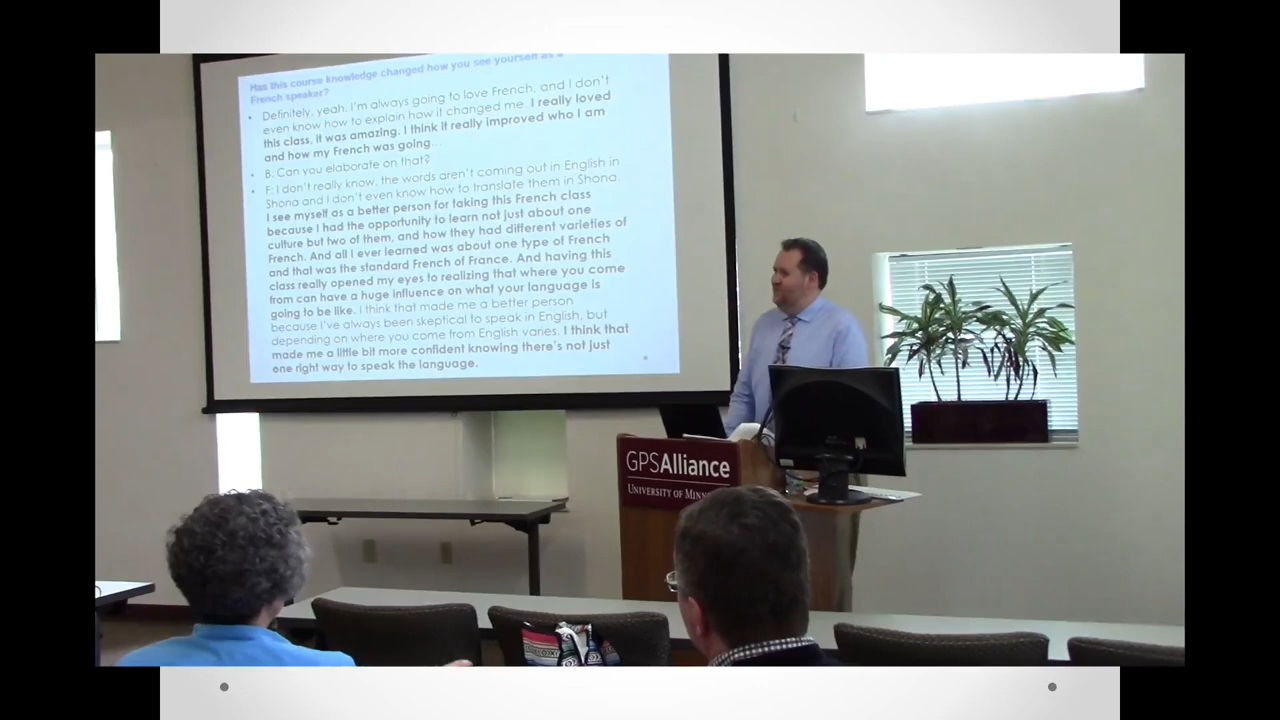 Has this course knowledge changed how you see yourself as a
French speaker?
• Definitely, yeah. I'm always going to love French, and I don't
even know how to explain how it changed me I really loved
this class, it was amazing. I think it really improved who I am
and how my French was going…
• B: Can you elaborate on that?
• F: I don't really know, the words aren't coming out in English in
Shona and I don't even know how to translate them in Shona.
I see myself as a better person for taking this French class
because I had the opportunity to learn not just about one
culture but two of them, and how they had different varieties of
French. And all I ever learned was about one type of French
and that was the standard French of France. And having this
class really opened my eyes to realizing that where you come
from can have a huge influence on what your language is
going to be like. I think that made me a better person
because I've always been skeptical to speak in English, but
depending on where you come from English varies. I think that
made me a little bit more confident knowing there's not just
one right way to speak the language.
GPSAlliance
UNIVERSITY OF